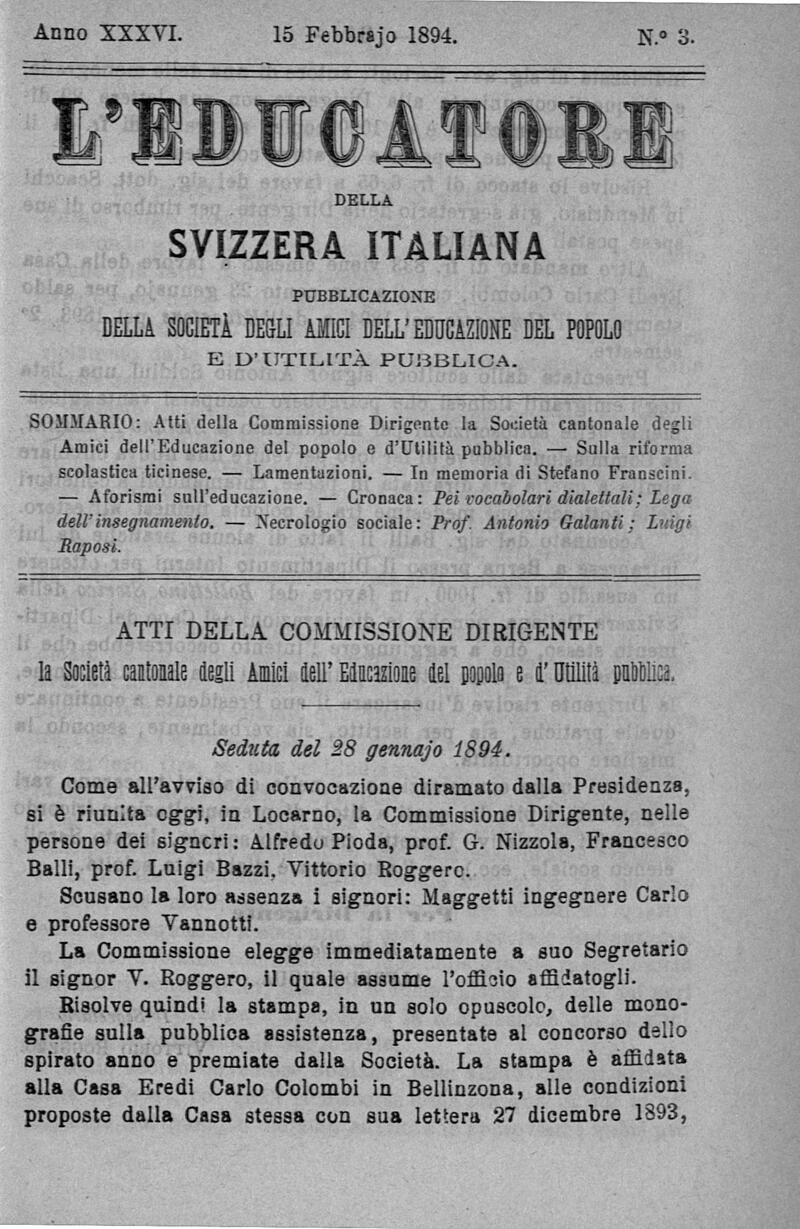 Anno XXXVI. 15 Febbrajo 1894. N.º 3.
L'EDUCATORE
DELLA
SVIZZERA ITALIANA
PUBBLICAZIONE
DELLA SOCIETÀ DEGLI AMICI DELL'EDUCAZIONE DEL POPOLO
E D'UTILITÀ PUBBLICA.
SOMMARIO: Atti della Commissione Dirigente la Società cantonale degli
Amici dell'Educazione del popolo e d'Utilità pubblica. — Sulla riforma
scolastica ticinese. — Lamentazioni. — In memoria di Stefano Franscini.
— Aforismi sull'educazione. — Cronaca: Pei vocabolari dialettali; Lega
dell'insegnamento. — Necrologio sociale: Prof. Antonio Galanti; Luigi
Raposi.
ATTI DELLA COMMISSIONE DIRIGENTE
la Società cantonale degli Amici dell'Educazione del popolo e d'Utilità pubblica.
Seduta del 28 gennajo 1894.
Come all'avviso di convocazione diramato dalla Presidenza,
si è riunita oggi, in Locarno, la Commissione Dirigente, nelle
persone dei signori: Alfredo Pioda, prof. G. Nizzola, Francesco
Balli, prof. Luigi Bazzi, Vittorio Roggero.
Scusano la loro assenza i signori: Maggetti ingegnere Carlo
e professore Vannotti.
La Commissione elegge immediatamente a suo Segretario
il signor V. Roggero, il quale assume l'officio affidatogli.
Risolve quindi la stampa, in un solo opuscolo, delle mono-
grafie sulla pubblica assistenza, presentate al concorso dello
spirato anno e premiate dalla Società. La stampa è affidata
alla Casa Eredi Carlo Colombi in Bellinzona, alle condizioni
proposte dalla Casa stessa con sua lettera 27 dicembre 1893,